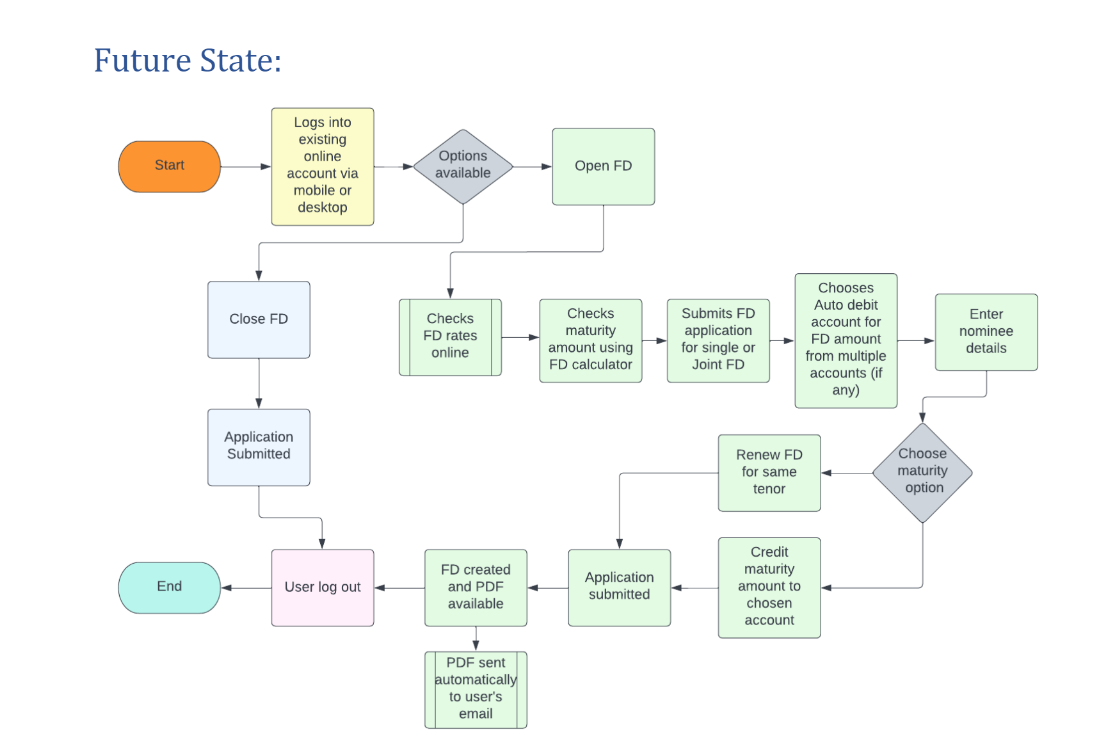 Future State:
Start
Logs into
existing
online
account via
mobile or
desktop
Options
available
Open FD
Close FD
Checks
FD rates
online
Checks
maturity
amount using
FD calculator
Submits FD
application
for single or
Joint FD
Chooses
Auto debit
account for
FD amount
from multiple
accounts (if
any)
Enter
nominee
details
Application
Submitted
Renew FD
for same
tenor
Choose
maturity
option
End
User log out
FD created
and PDF
available
Application
submitted
Credit
maturity
amount to
chosen
account
PDF sent
automatically
to user's
email